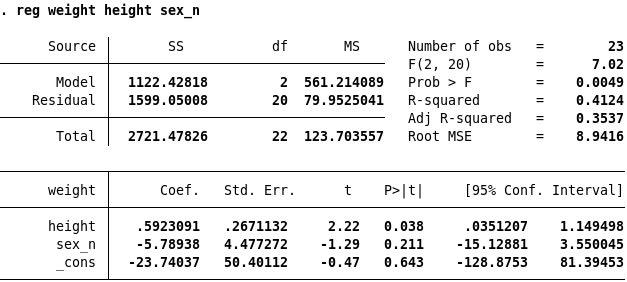 . reg weight height sex_n
Source SS df MS Number of obs = 23
F(2, 20) = 7.02
Model 1122.42818 2 561.214089 Prob > F = 0.0049
Residual 1599.05008 20 79.9525041 R-squared = 0.4124
Adj R-squared = 0.3537
Total 2721.47826 22 123.703557 Root MSE = 8.9416
weight Coef. Std. Err. t P>|t| [95% Conf. Interval]
height .5923091 .2671132 2.22 0.038 .0351207 1.149498
sex_n -5.78938 4.477272 -1.29 0.211 -15.12881 3.550045
_cons -23.74037 50.40112 -0.47 0.643 -128.8753 81.39453